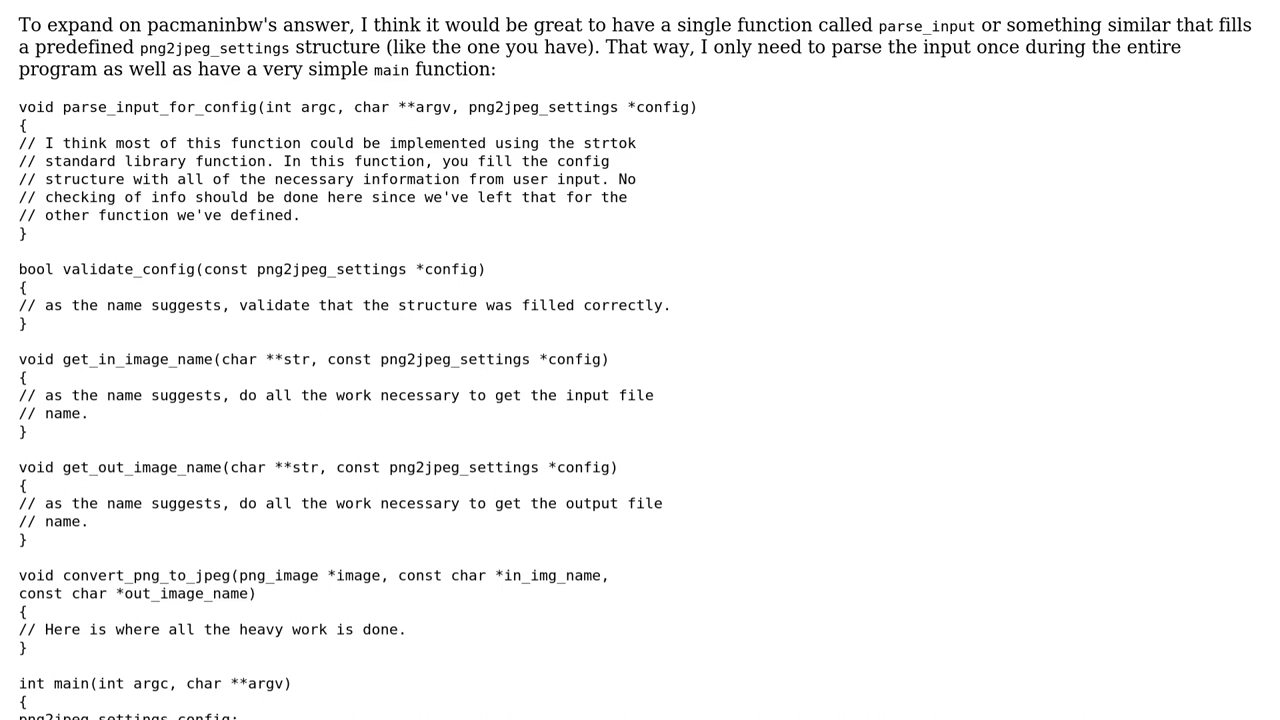 To expand on pacmaninbw's answer, I think it would be great to have a single function called parse_input or something similar that fills
a predefined png2jpeg_settings structure (like the one you have). That way, I only need to parse the input once during the entire
program as well as have a very simple main function:
void parse_input_for_config(int argc, char **argv, png2jpeg_settings *config)
{
// I think most of this function could be implemented using the strtok
// standard library function. In this function, you fill the config
// structure with all of the necessary information from user input. No
// checking of info should be done here since we've left that for the
// other function we've defined.
}
bool validate_config(const png2jpeg_settings *config)
{
// as the name suggests, validate that the structure was filled correctly.
}
void get_in_image_name(char **str, const png2jpeg_settings *config)
{
// as the name suggests, do all the work necessary to get the input file
// name.
}
void get_out_image_name(char **str, const png2jpeg_settings *config)
{
// as the name suggests, do all the work necessary to get the output file
// name.
}
void convert_png_to_jpeg(png_image *image, const char *in_img_name,
const char *out_image_name)
{
// Here is where all the heavy work is done.
}
int main(int argc, char **argv)
{
png2jpeg_settings config;